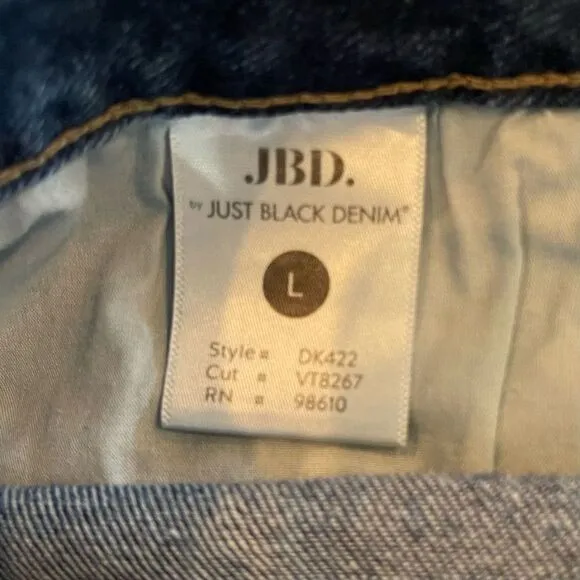 JBD.
by JUST BLACK DENIM®
L
Style # DK422
Cut # VT8267
RN # 98610